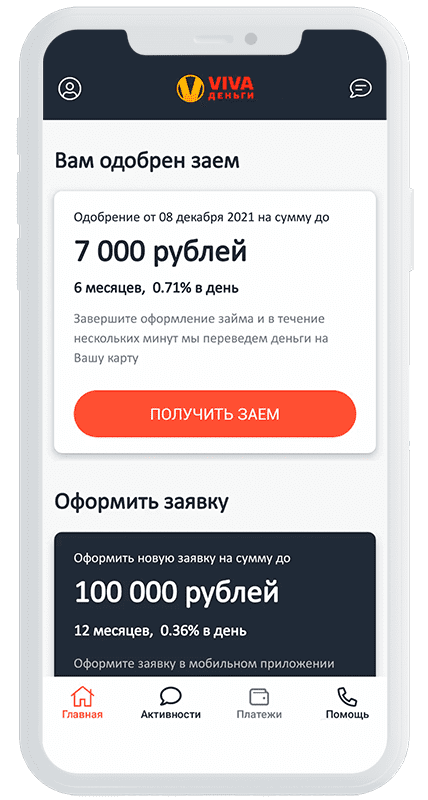 VIVA
ДЕНЬГИ
Вам одобрен заем
Одобрение от 08 декабря 2021 на сумму до
7 000 рублей
6 месяцев, 0.71% в день
Завершите оформление займа и в течение
нескольких минут мы переведем деньги на
Вашу карту
ПОЛУЧИТЬ ЗАЕМ
Оформить заявку
Оформить новую заявку на сумму до
100 000 рублей
12 месяцев, 0.36% в день
Оформите заявку в мобильном приложении
Главная
Активности
Платежи
Помощь